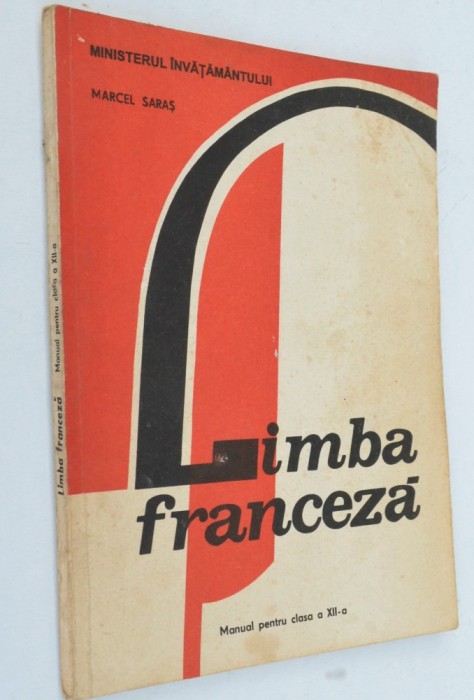 MINISTERUL ÎNVĂȚĂMÂNTULUI
MARCEL SARAȘ
Limba
franceză
Manual pentru clasa a XII-a
Limba franceză Manual pentru clasa a XII-a